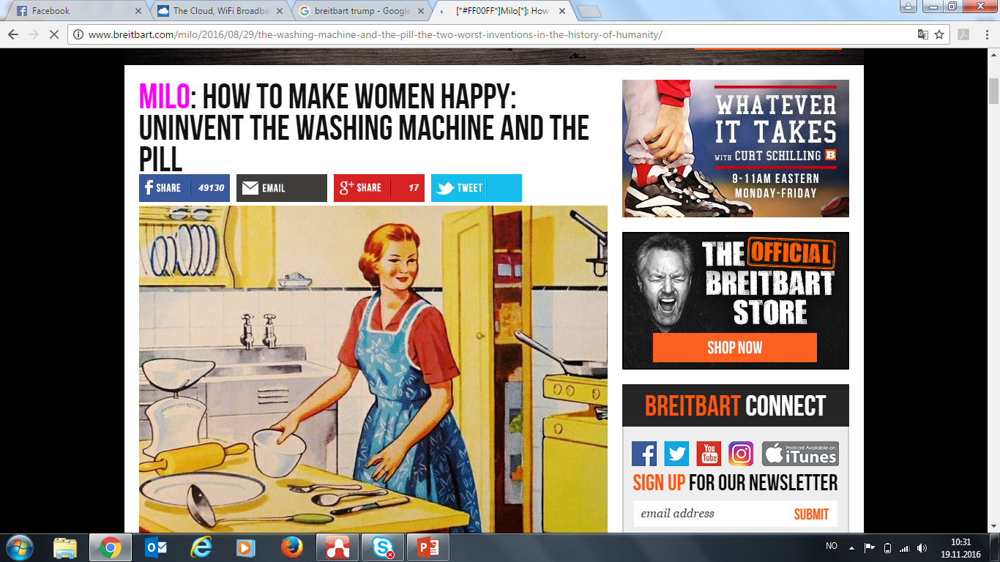 Facebook
The Cloud, WiFi Broadba
breitbart trump - Google
[*#FF00FF*]Milo[*]: How
www.breitbart.com/milo/2016/08/29/the-washing-machine-and-the-pill-the-two-worst-inventions-in-the-history-of-humanity/
MILO: HOW TO MAKE WOMEN HAPPY:
UNINVENT THE WASHING MACHINE AND THE
PILL
SHARE 49130
EMAIL
SHARE 17
TWEET
WHATEVER
IT TAKES
WITH CURT SCHILLING B
9-11AM EASTERN
MONDAY-FRIDAY
THE OFFICIAL
BREITBART
STORE
SHOP NOW
BREITBART CONNECT
You
Tube
Podcast Available on
iTunes
SIGN UP FOR OUR NEWSLETTER
email address SUBMIT
NO
10:31
19.11.2016